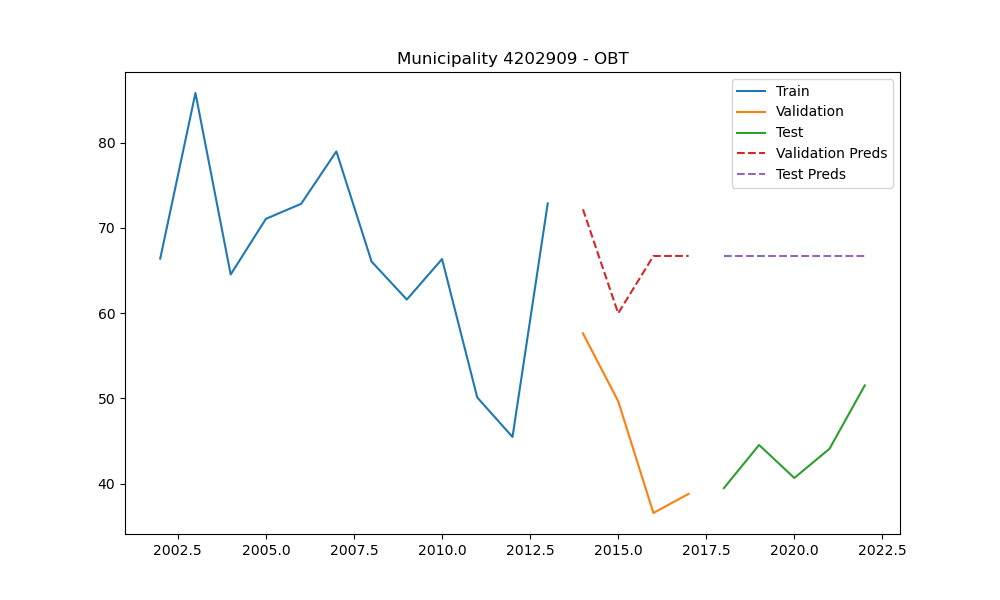 Municipality 4202909 - OBT
Train
Validation
Test
Validation Preds
Test Preds
80
70
60
50
40
2002.5 2005.0 2007.5 2010.0 2012.5 2015.0 2017.5 2020.0 2022.5